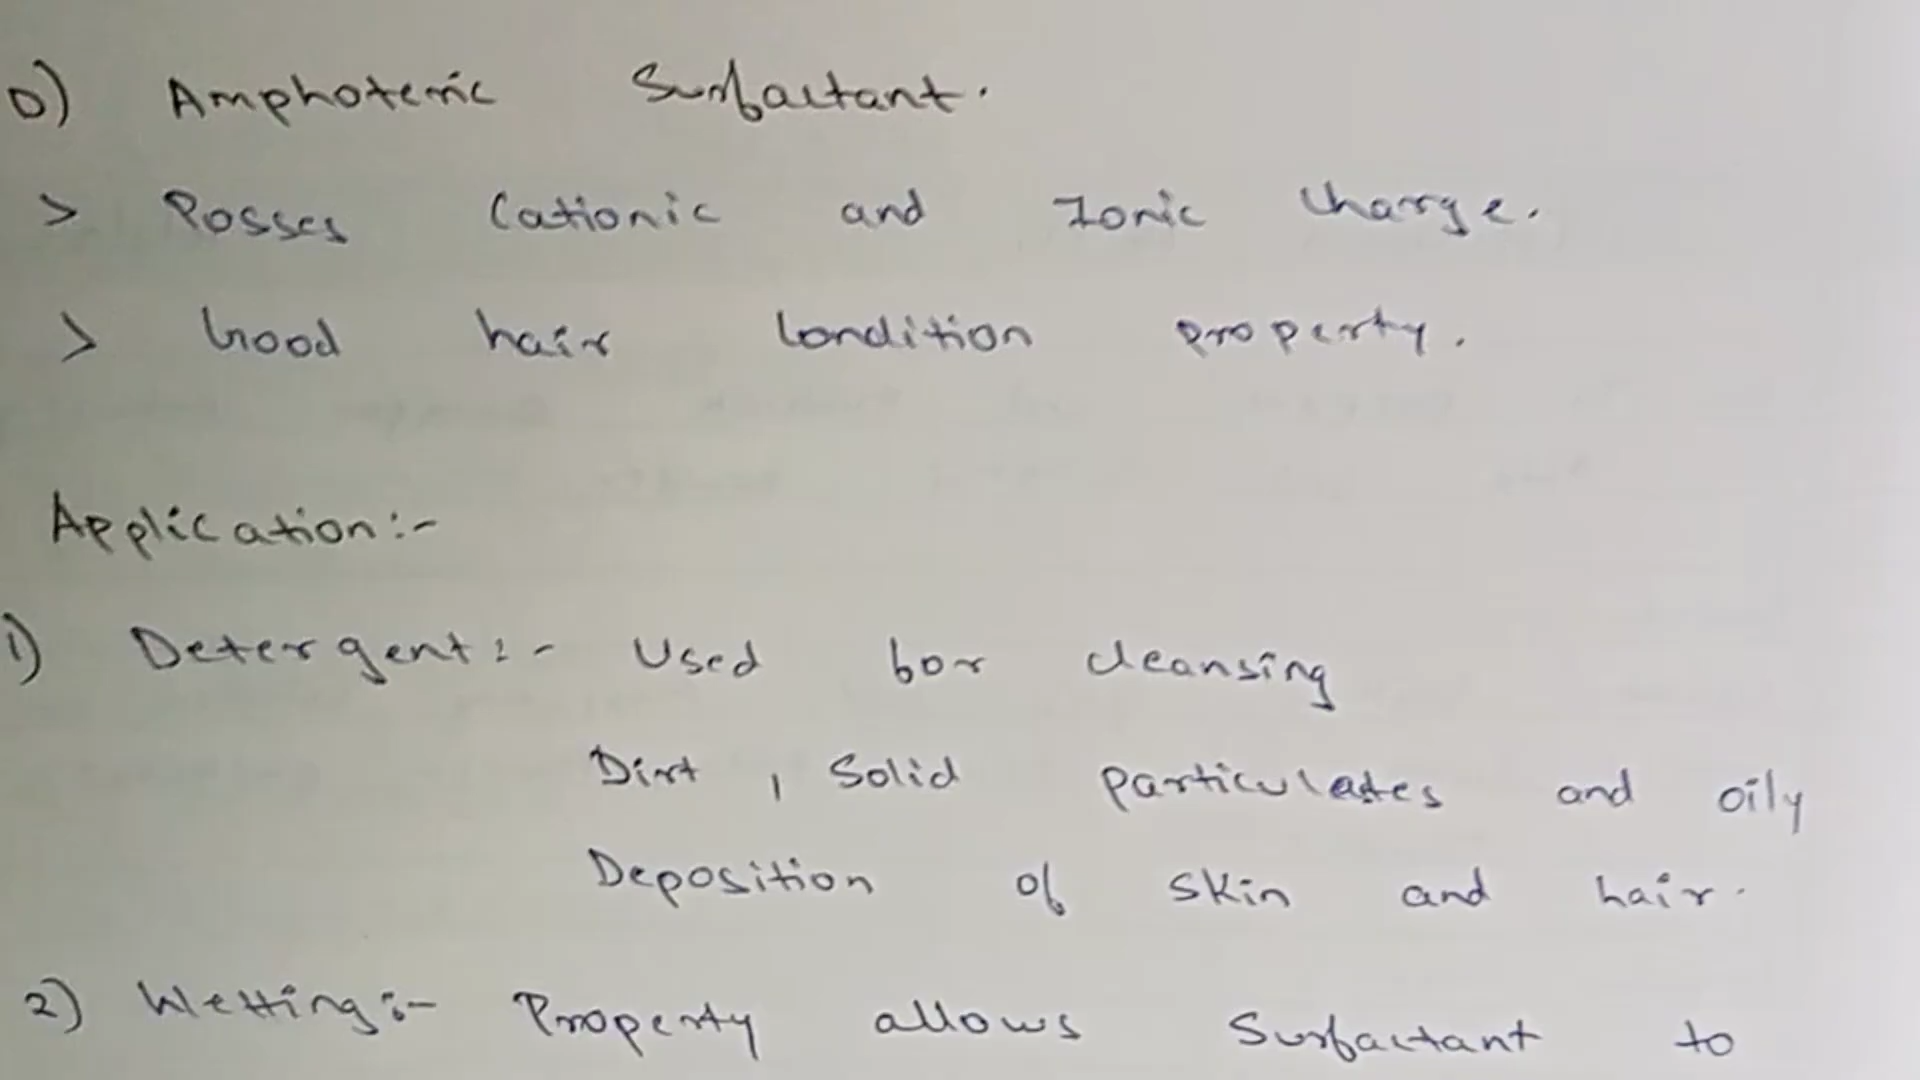 D) Amphoteric Surfactant.
> Posses Cationic and Ionic Charge.
> Good hair Condition property.
Application:-
1) Detergent:- Used for cleansing
Dirt, Solid particulates and oily
Deposition of skin and hair.
2) Wetting:- Property allows Surfactant to